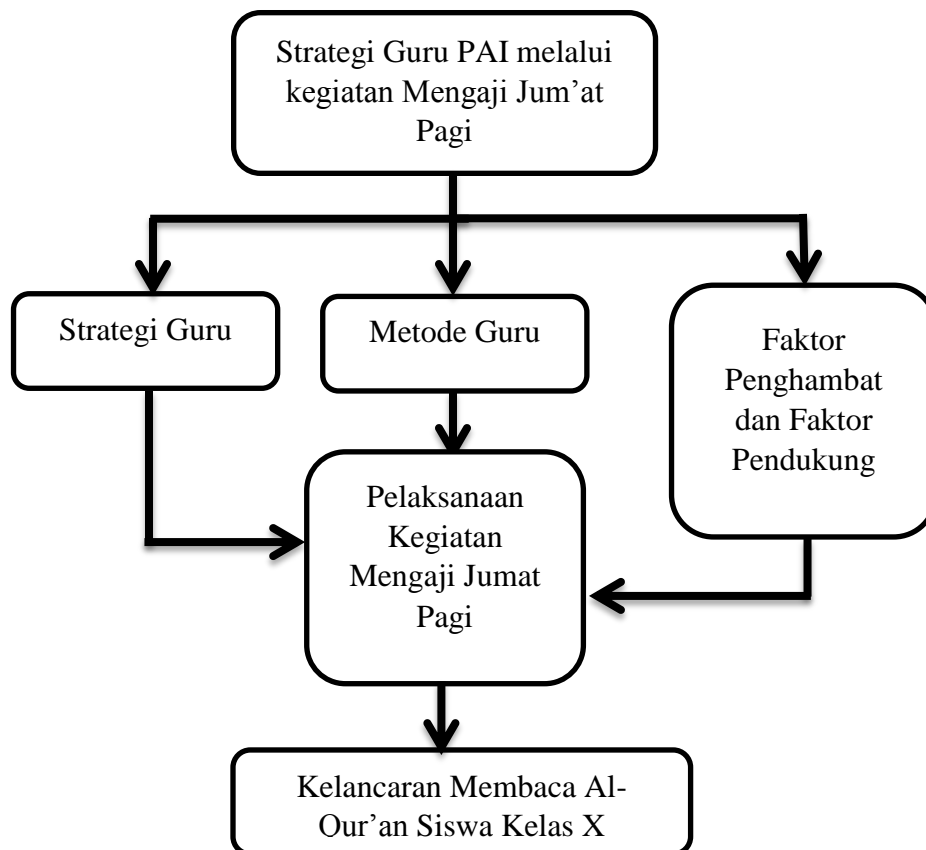 Strategi Guru PAI melalui
kegiatan Mengaji Jum’at
Pagi
Strategi Guru
Metode Guru
Faktor
Penghambat
dan Faktor
Pendukung
Pelaksanaan
Kegiatan
Mengaji Jumat
Pagi
Kelancaran Membaca Al-
Qur’an Siswa Kelas X